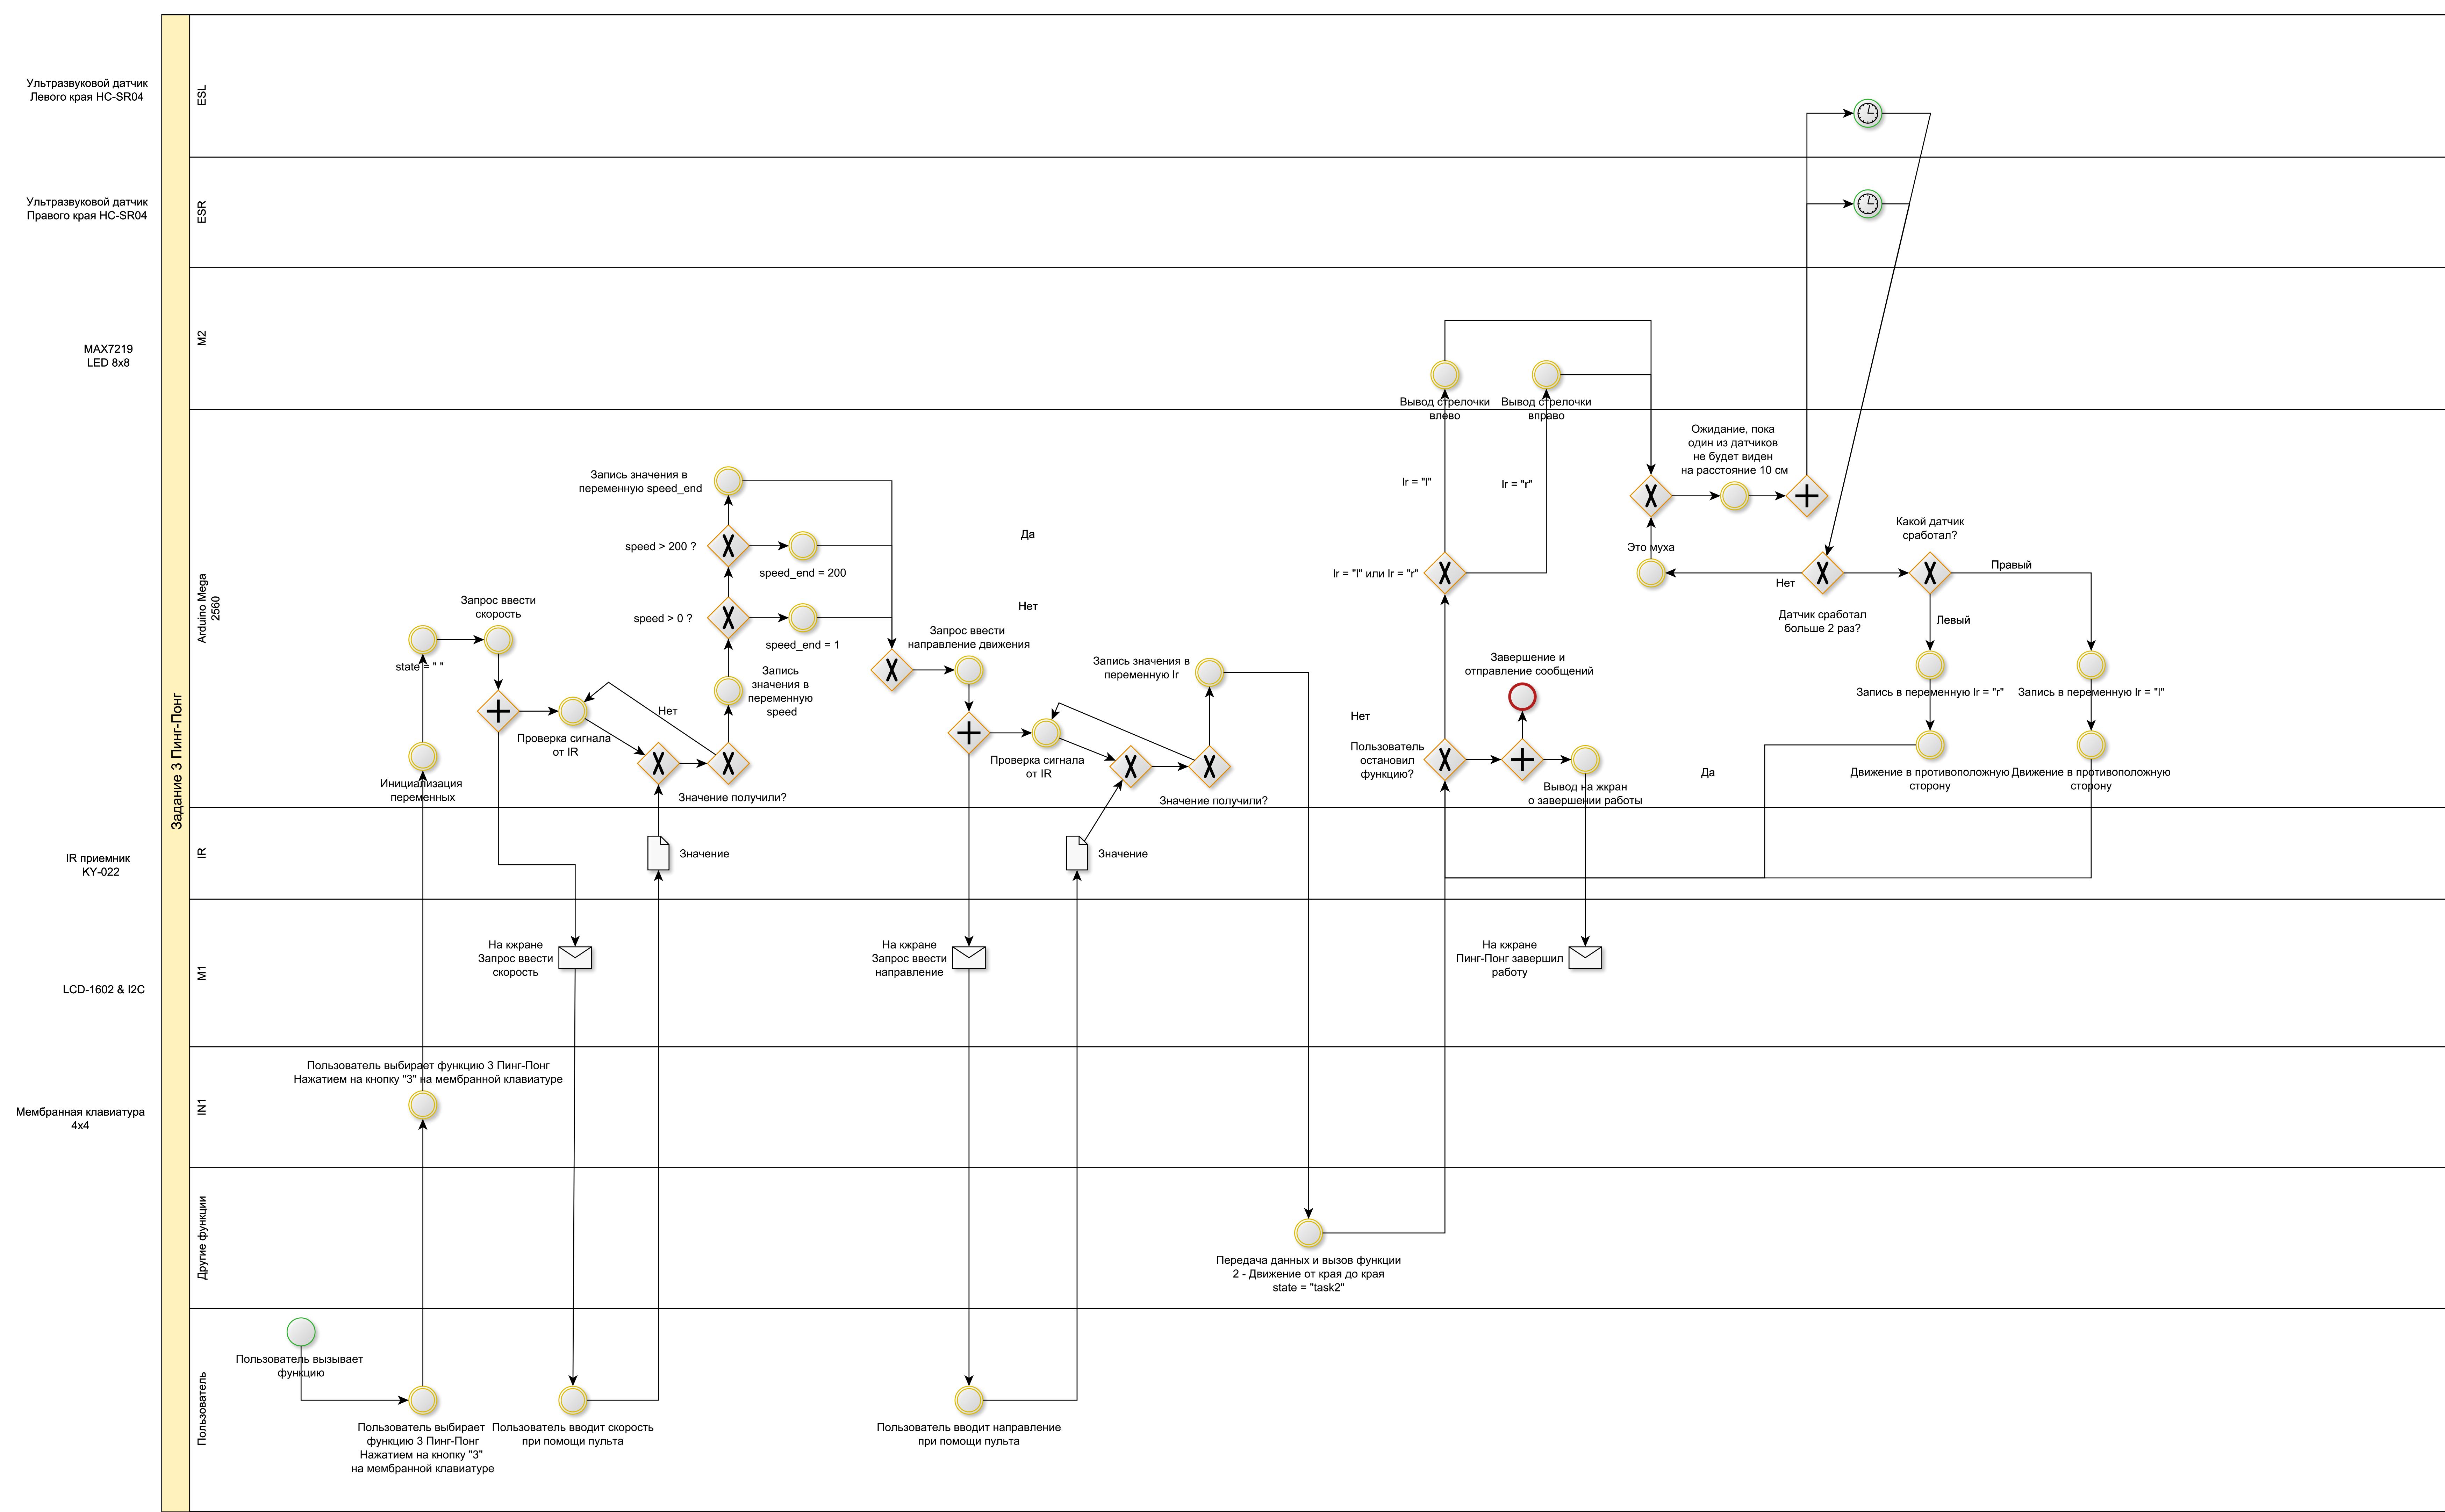 Ультразвуковой датчик
Левого края HC-SR04
Ультразвуковой датчик
Правого края HC-SR04
MAX7219
LED 8x8
IR приемник
KY-022
LCD-1602 & I2C
Мембранная клавиатура
4x4
Задание 3 Пинг-Понг
ESL
ESR
M2
Arduino Mega
2560
IR
M1
IN1
Другие функции
Пользователь
Вывод стрелочки
влево
Вывод стрелочки
вправо
Ожидание, пока
один из датчиков
не будет виден
на расстояние 10 см
Запись значения в
переменную speed_end
lr = "l"
lr = "r"
Какой датчик
сработал?
Да
speed > 200 ?
speed_end = 200
Это муха
Правый
lr = "l" или lr = "r"
Нет
Запрос ввести
скорость
Нет
Датчик сработал
больше 2 раз?
Левый
speed > 0 ?
speed_end = 1
Запрос ввести
направление движения
state = " "
Запись
значения в
переменную
speed
Запись значения в
переменную lr
Завершение и
отправление сообщений
Запись в переменную lr = "r"
Запись в переменную lr = "l"
Нет
Нет
Проверка сигнала
от IR
Проверка сигнала
от IR
Пользователь
остановил
функцию?
Да
Движение в противоположную
сторону
Движение в противоположную
сторону
Инициализация
переменных
Значение получили?
Значение получили?
Вывод на жкран
о завершении работы
Значение
Значение
На кжране
Запрос ввести
скорость
На кжране
Запрос ввести
направление
На кжране
Пинг-Понг завершил
работу
Пользователь выбирает функцию 3 Пинг-Понг
Нажатием на кнопку "3" на мембранной клавиатуре
Передача данных и вызов функции
2 - Движение от края до края
state = "task2"
Пользователь вызывает
функцию
Пользователь выбирает
функцию 3 Пинг-Понг
Нажатием на кнопку "3"
на мембранной клавиатуре
Пользователь вводит скорость
при помощи пульта
Пользователь вводит направление
при помощи пульта